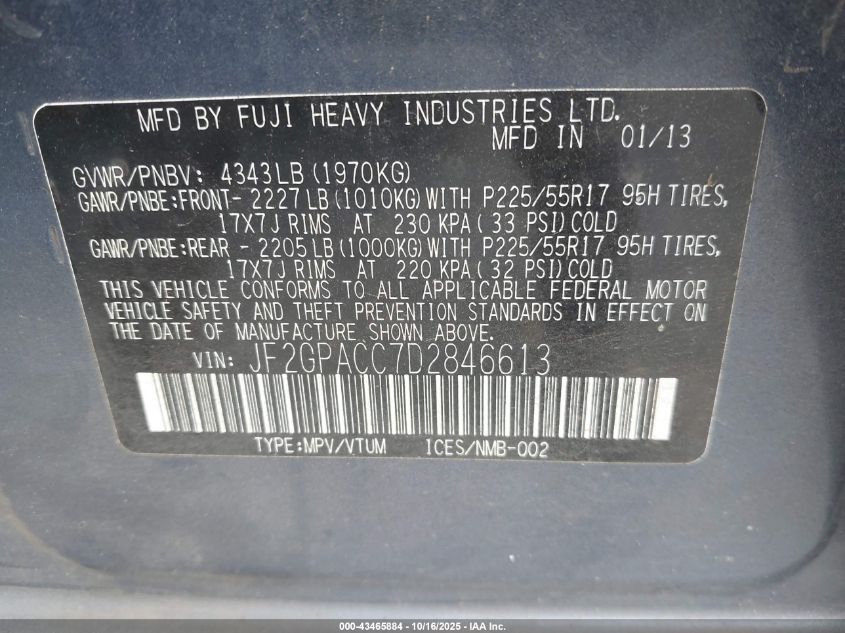 MFD BY FUJI HEAVY INDUSTRIES LTD.
MFD IN 01/13
GVWR/PNBV: 4343LB (1970KG)
GAWR/PNBE:FRONT- 2227LB (1010KG) WITH P225/55R17 95H TIRES,
17X7J RIMS AT 230 KPA( 33 PSI) COLD
GAWR/PNBE:REAR - 2205LB (1000KG) WITH P225/55R17 95H TIRES,
17X7J RIMS AT 220 KPA( 32 PSI) COLD
THIS VEHICLE CONFORMS TO ALL APPLICABLE FEDERAL MOTOR
VEHICLE SAFETY AND THEFT PREVENTION STANDARDS IN EFFECT ON
THE DATE OF MANUFACTURE SHOWN ABOVE.
VIN: JF2GPACC7D2846613
TYPE:MPV/VTUM ICES/NMB-002
000-43465884 | 10/16/2025 - IAA Inc.